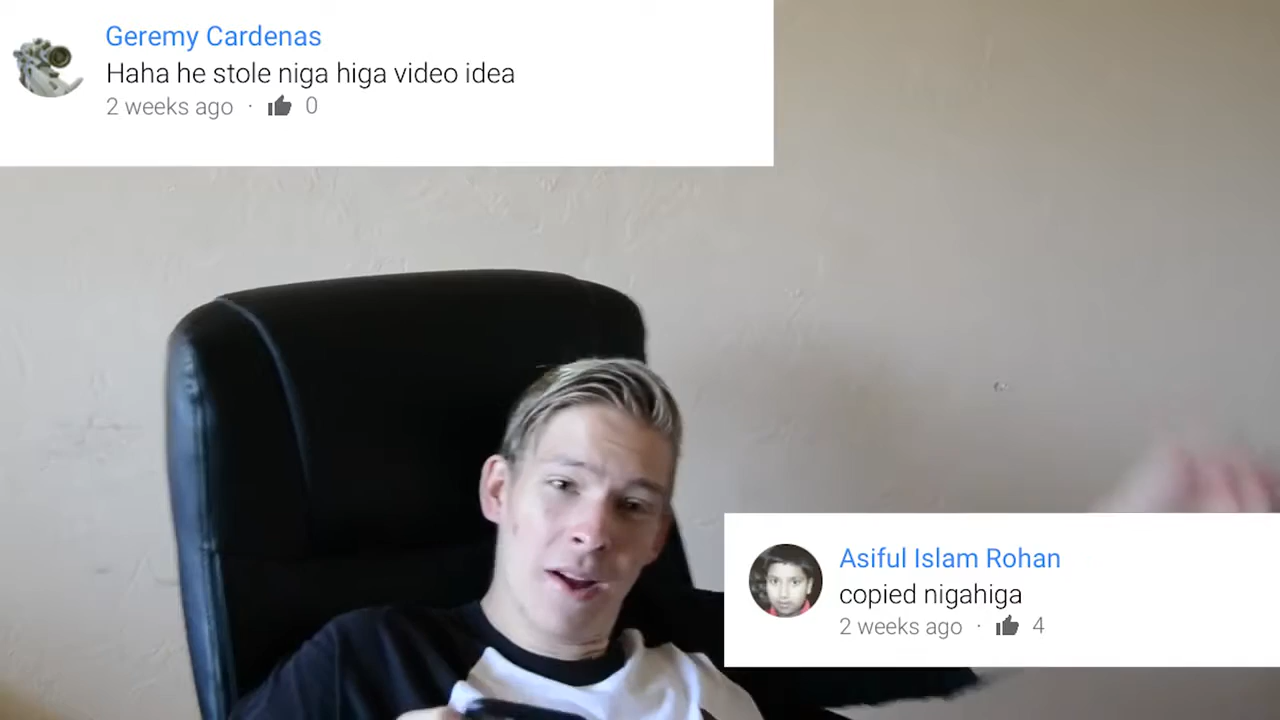 Geremy Cardenas
Haha he stole niga higa video idea
2 weeks ago · 0
Asiful Islam Rohan
copied nigahiga
2 weeks ago · 4